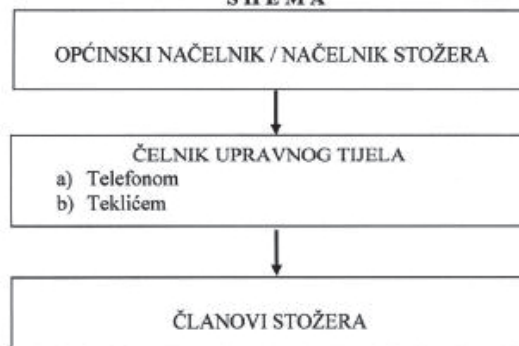 S H E M A
OPĆINSKI NAČELNIK / NAČELNIK STOŽERA
ČELNIK UPRAVNOG TIJELA
a) Telefonom
b) Teklićem
ČLANOVI STOŽERA